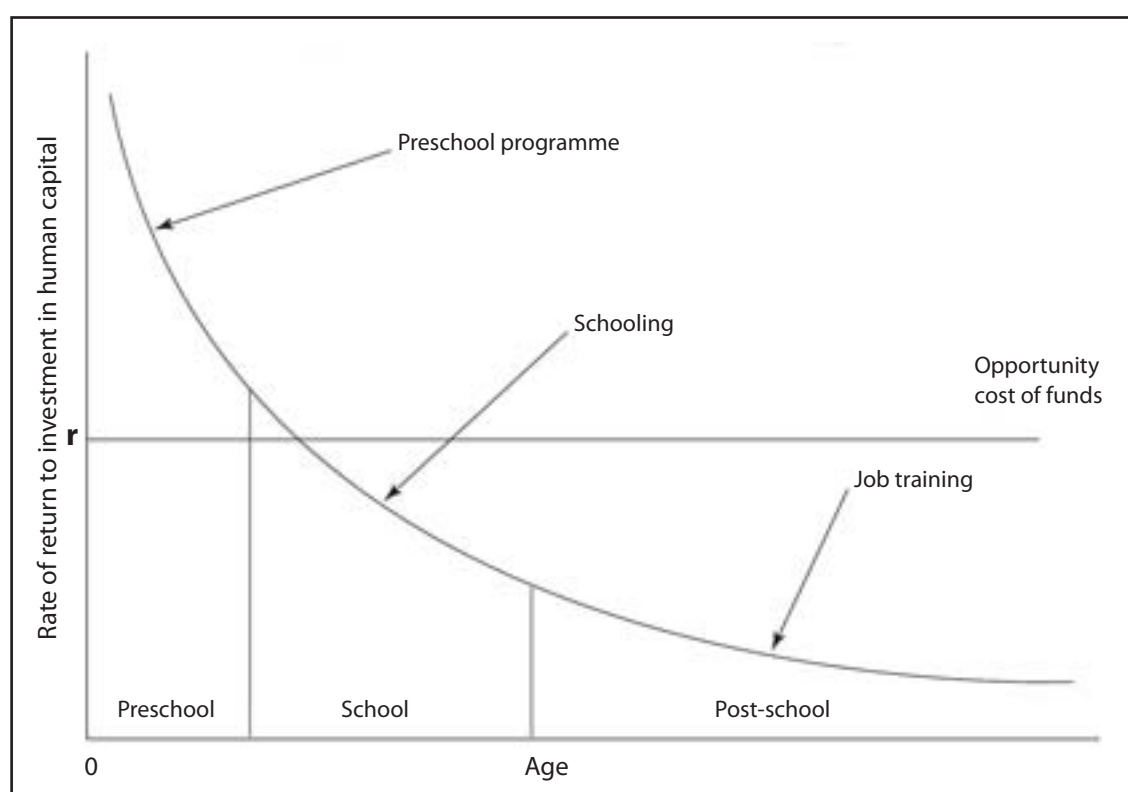 Rate of return to investment in human capital
Preschool programme
Schooling
Opportunity
cost of funds
r
Job training
Preschool
School
Post-school
0
Age